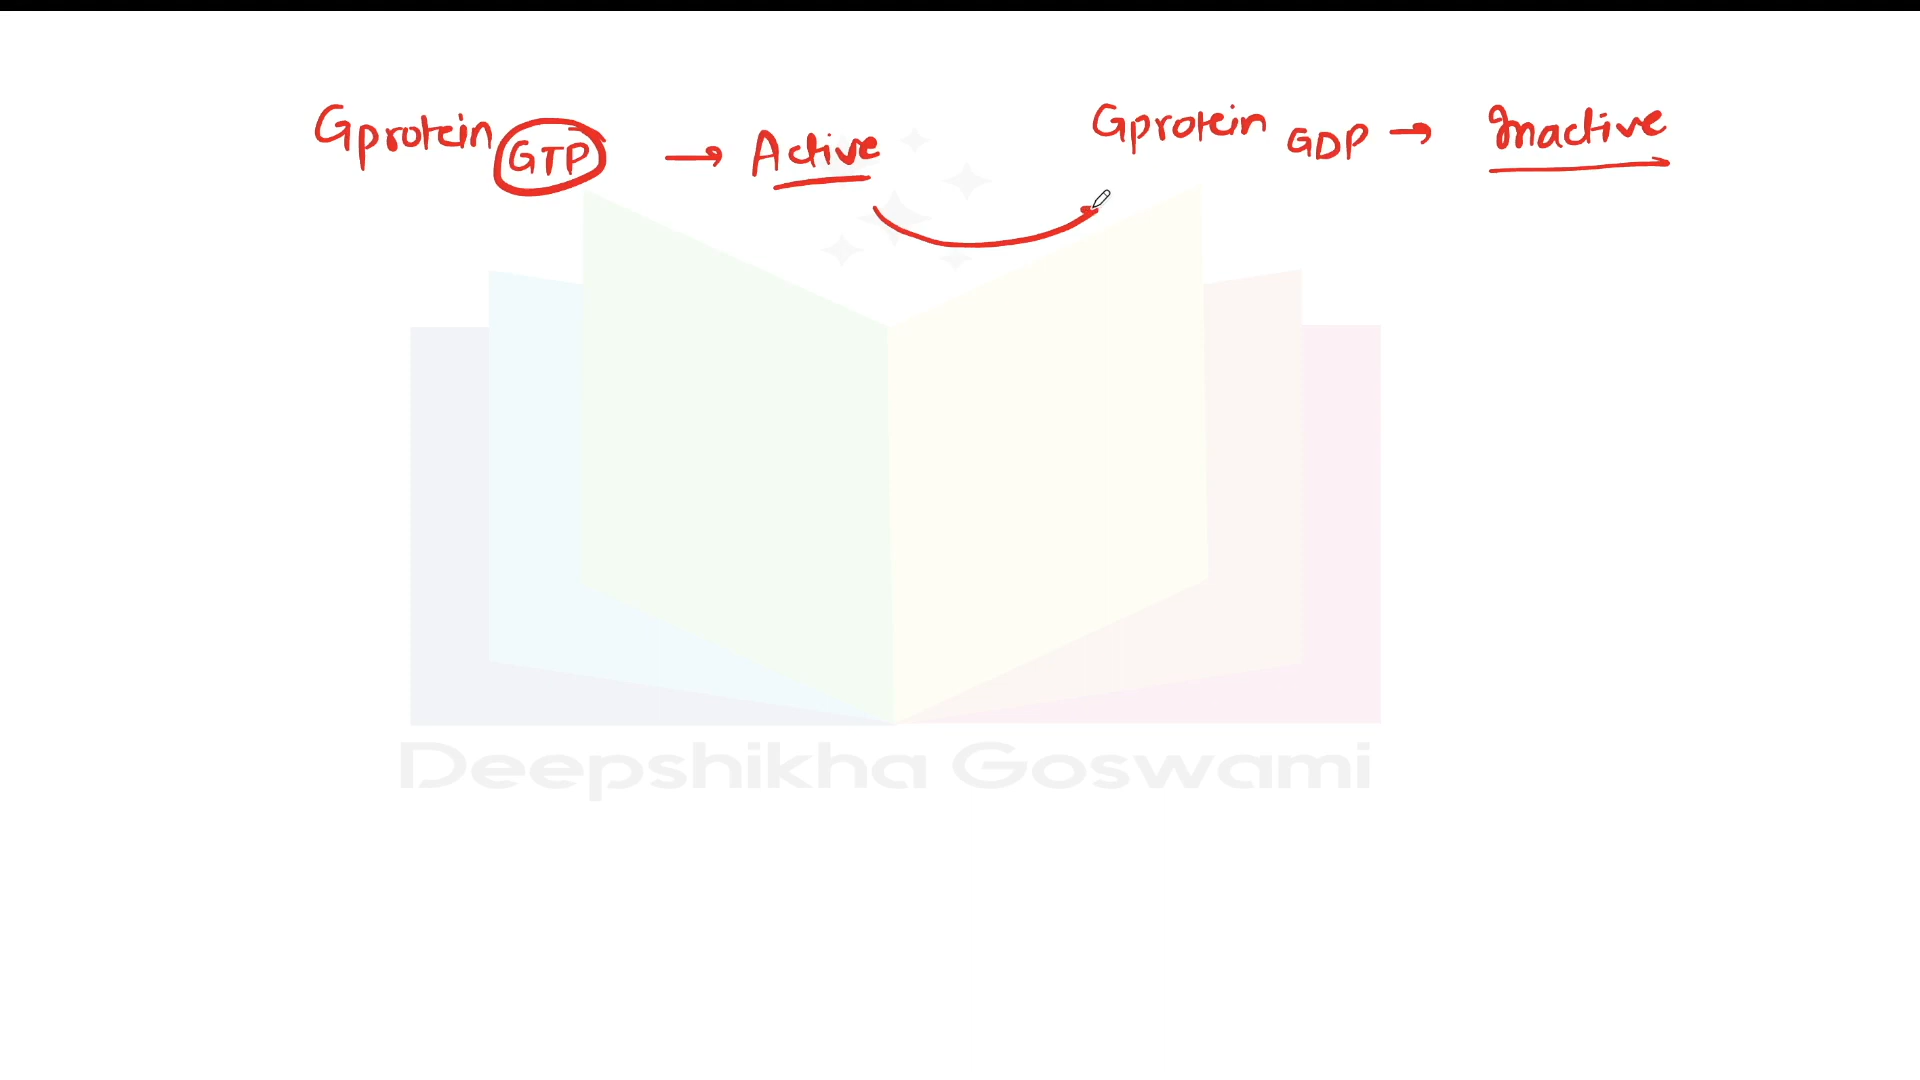 Gprotein GTP → Active Gprotein GDP → Inactive
Deepshikha Goswami